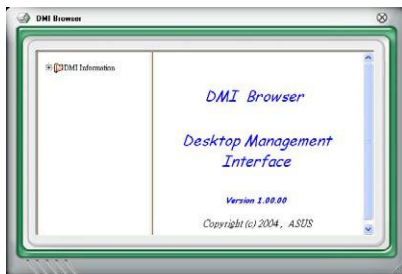 DMI Browser
DMI Information
DMI Browser
Desktop Management
Interface
Version 1.00.00
Copyright (c) 2004, ASUS